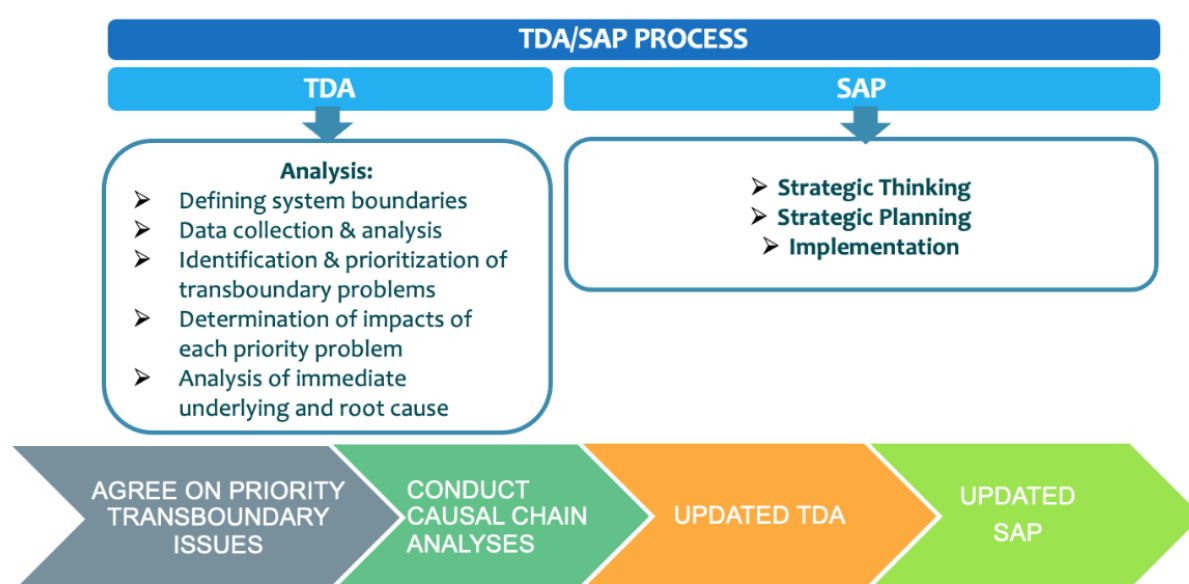 TDA/SAP PROCESS
TDA
SAP
Analysis:
➢ Defining system boundaries
➢ Data collection & analysis
➢ Identification & prioritization of
transboundary problems
➢ Determination of impacts of
each priority problem
➢ Analysis of immediate
underlying and root cause
➢ Strategic Thinking
➢ Strategic Planning
➢ Implementation
AGREE ON PRIORITY
TRANSBOUNDARY
ISSUES
CONDUCT
CAUSAL CHAIN
ANALYSES
UPDATED TDA
UPDATED
SAP